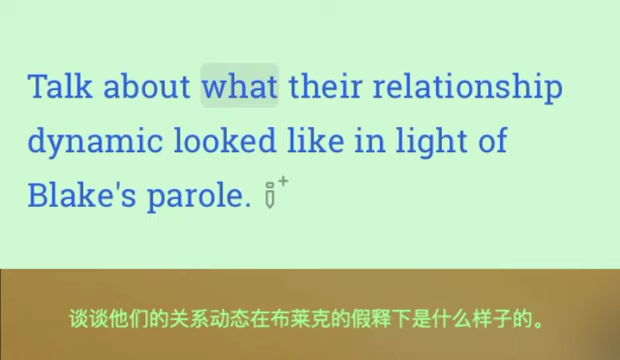 Talk about what their relationship
dynamic looked like in light of
Blake's parole.
谈谈他们的关系动态在布莱克的假释下是什么样子的。